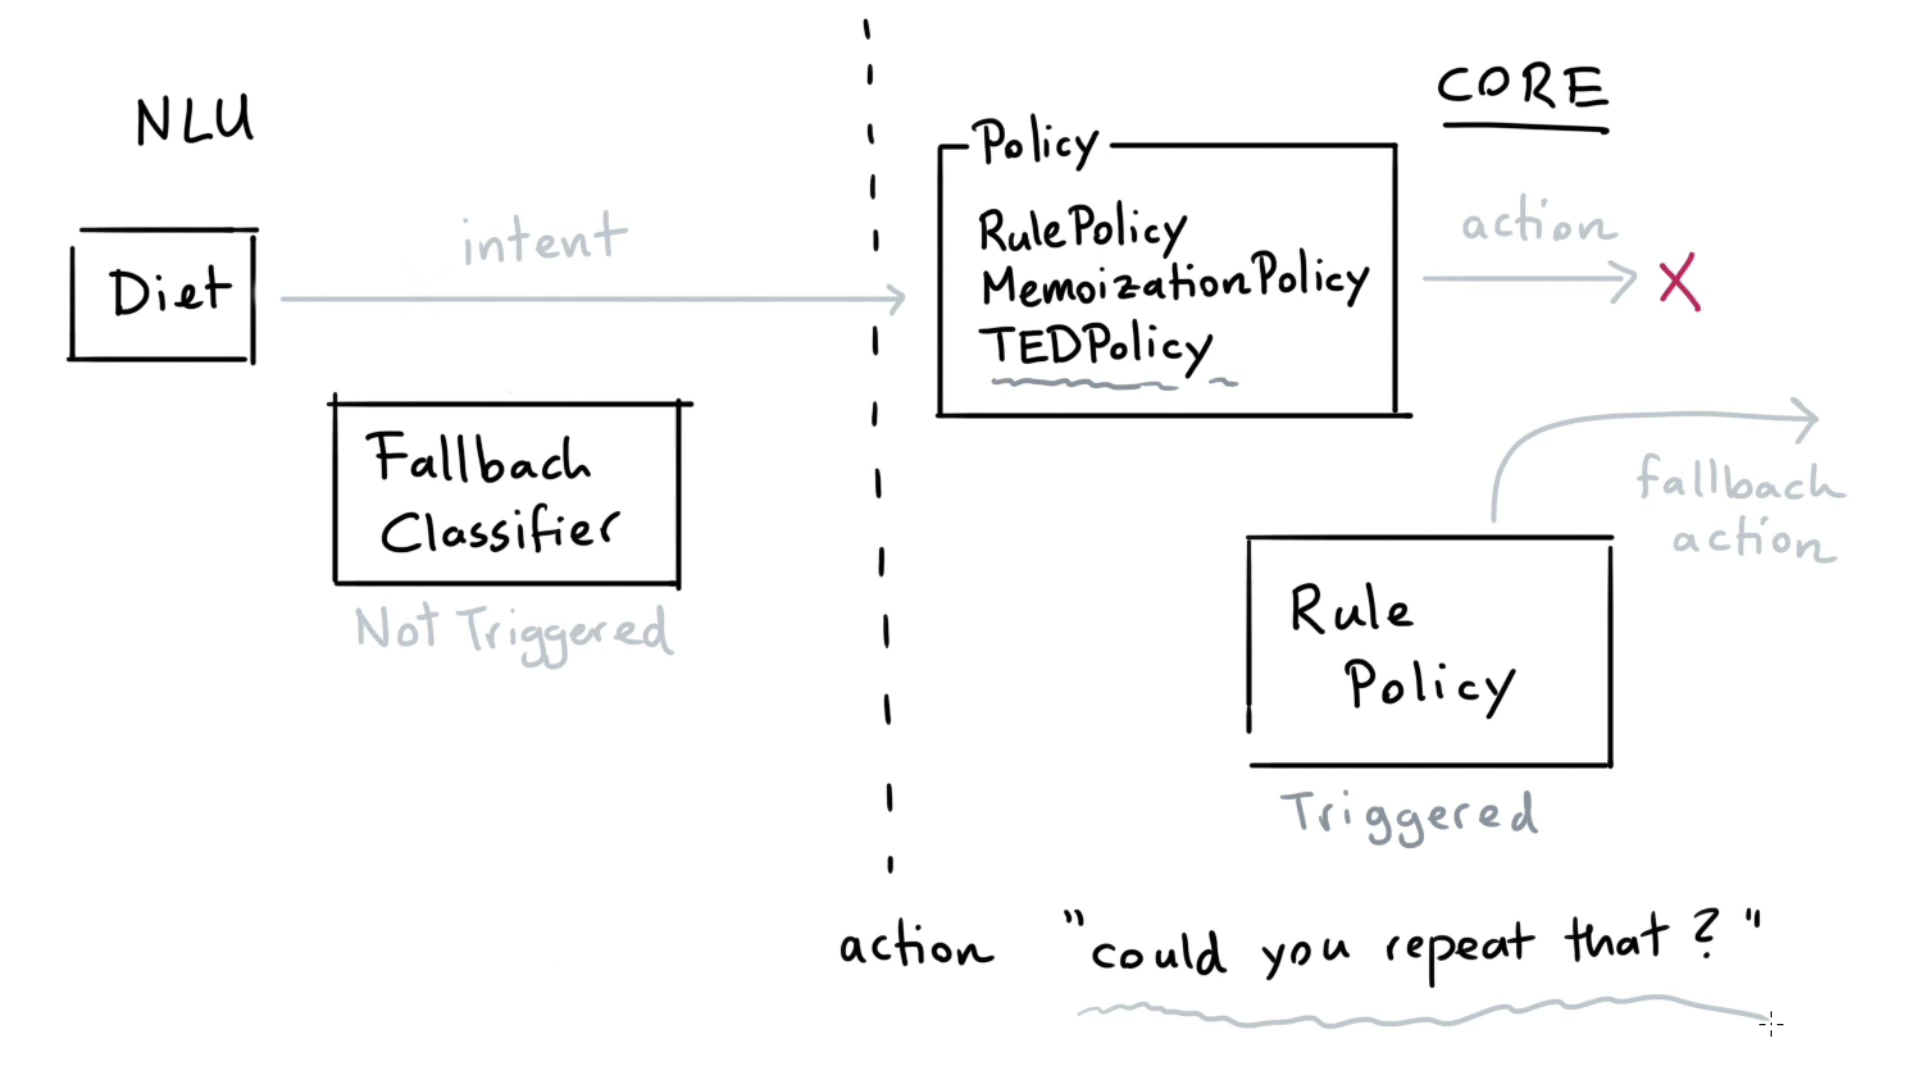 NLU
Diet
intent
Fallback
Classifier
Not Triggered
CORE
Policy
RulePolicy
MemoizationPolicy
TEDPolicy
action
X
fallback
action
Rule
Policy
Triggered
action "could you repeat that?"